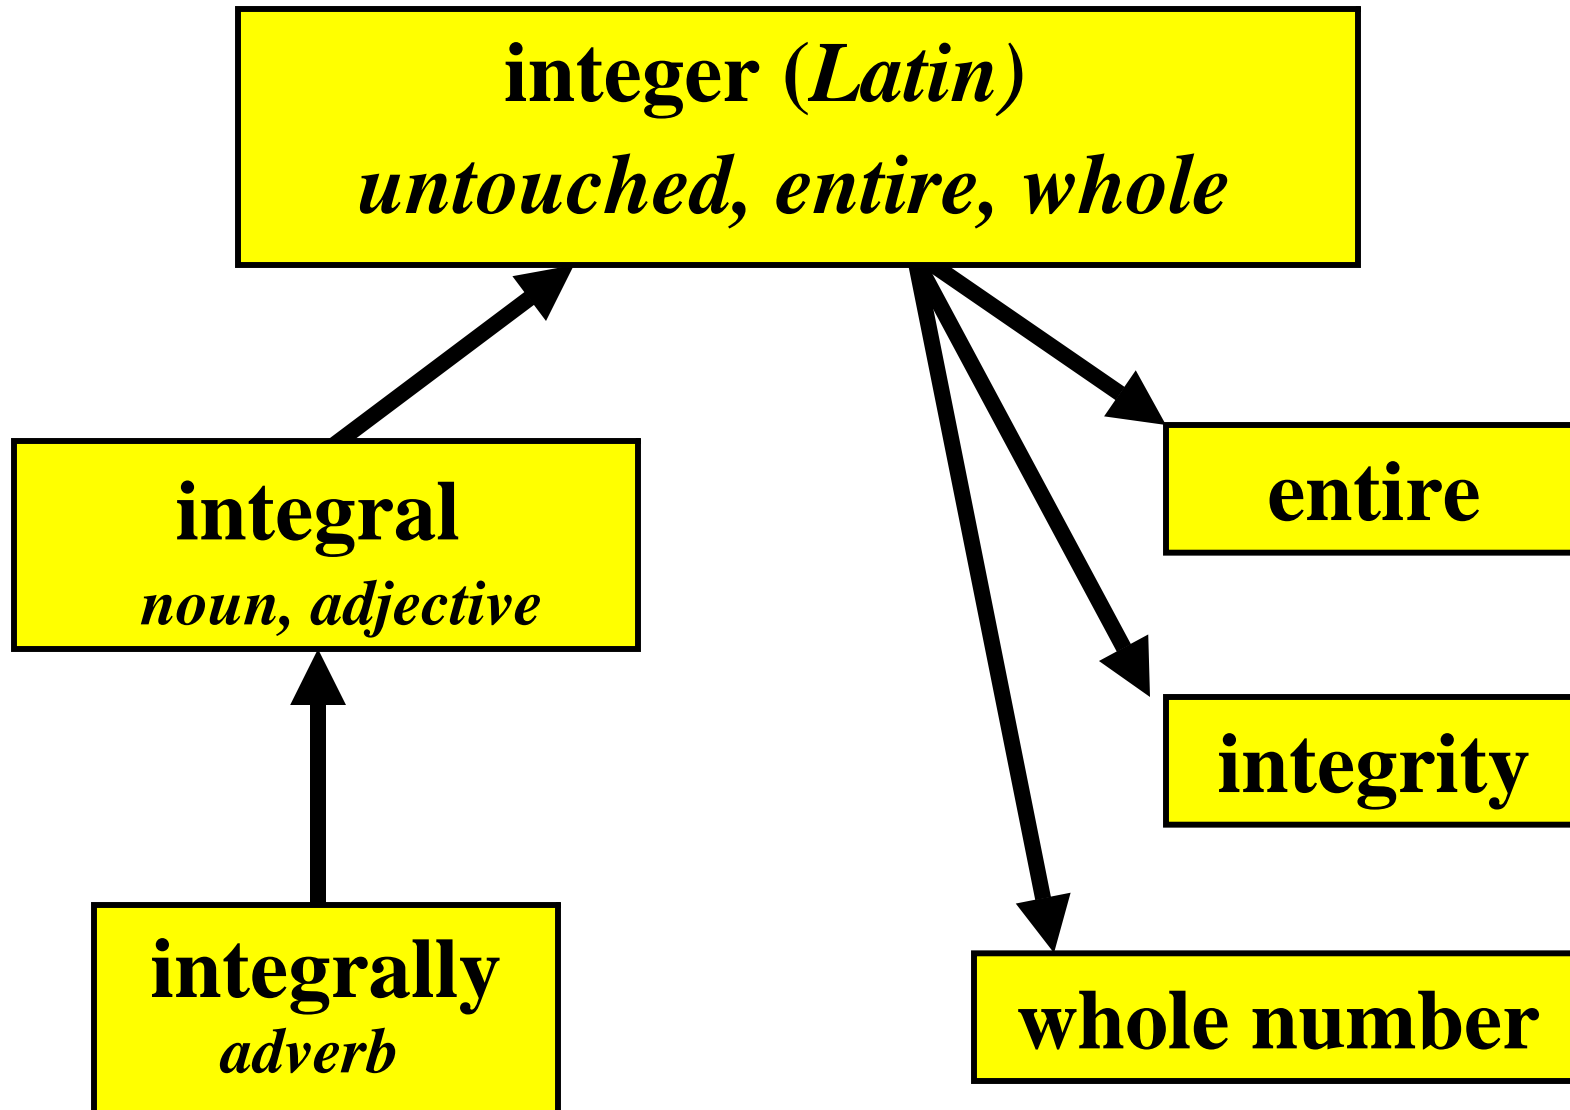 integer (Latin)
untouched, entire, whole
integral
noun, adjective
entire
integrity
integrally
adverb
whole number